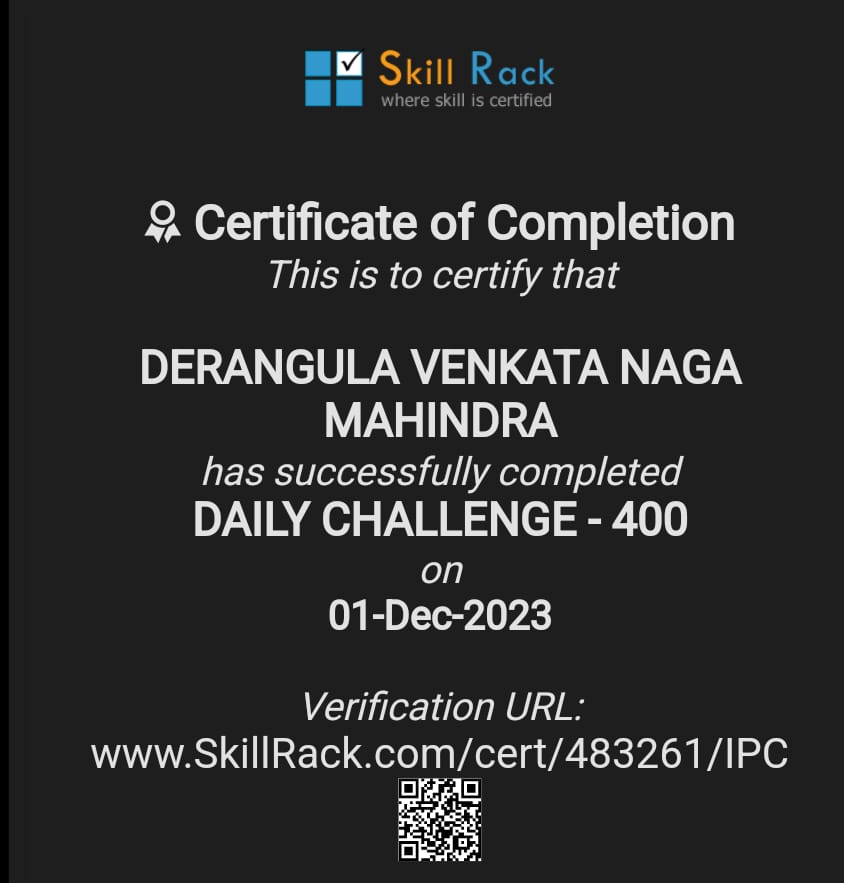 Skill Rack
where skill is certified
Certificate of Completion
This is to certify that
DERANGULA VENKATA NAGA
MAHINDRA
has successfully completed
DAILY CHALLENGE - 400
on
01-Dec-2023
Verification URL:
www.SkillRack.com/cert/483261/IPC